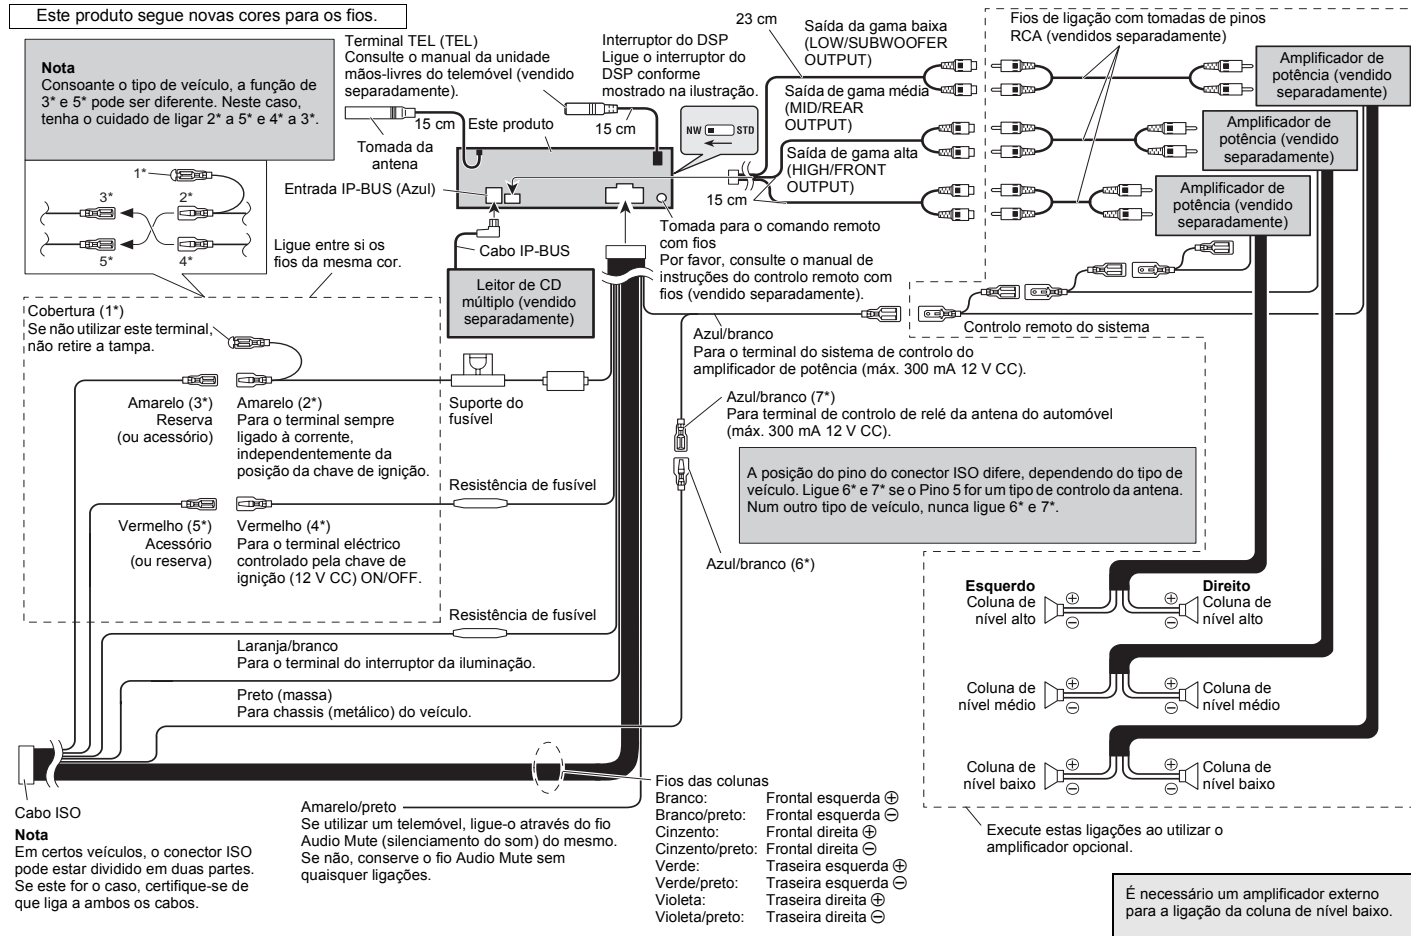 Este produto segue novas cores para os fios.
Nota
Consoante o tipo de veículo, a função de
3* e 5* pode ser diferente. Neste caso,
tenha o cuidado de ligar 2* a 5* e 4* a 3*.
1*
3*
2*
5*
4*
Ligue entre si os
fios da mesma cor.
Terminal TEL (TEL)
Consulte o manual da unidade
mãos-livres do telemóvel (vendido
separadamente).
15 cm
Tomada da
antena
Este produto
15 cm
Interruptor do DSP
Ligue o interruptor do
DSP conforme
mostrado na ilustração.
NW
STD
23 cm
Saída da gama baixa
(LOW/SUBWOOFER
OUTPUT)
Saída de gama média
(MID/REAR
OUTPUT)
Saída de gama alta
(HIGH/FRONT
OUTPUT)
15 cm
Fios de ligação com tomadas de pinos
RCA (vendidos separadamente)
Amplificador de
potência (vendido
separadamente)
Amplificador de
potência (vendido
separadamente)
Amplificador de
potência (vendido
separadamente)
Entrada IP-BUS (Azul)
Cabo IP-BUS
Leitor de CD
múltiplo (vendido
separadamente)
Tomada para o comando remoto
com fios
Por favor, consulte o manual de
instruções do controlo remoto com
fios (vendido separadamente).
Azul/branco
Para o terminal do sistema de controlo do
amplificador de potência (máx. 300 mA 12 V CC).
Controlo remoto do sistema
Cobertura (1*)
Se não utilizar este terminal,
não retire a tampa.
Amarelo (3*)
Reserva
(ou acessório)
Amarelo (2*)
Para o terminal sempre
ligado à corrente,
independentemente da
posição da chave de ignição.
Suporte do
fusível
Azul/branco (7*)
Para terminal de controlo de relé da antena do automóvel
(máx. 300 mA 12 V CC).
A posição do pino do conector ISO difere, dependendo do tipo de
veículo. Ligue 6* e 7* se o Pino 5 for um tipo de controlo da antena.
Num outro tipo de veículo, nunca ligue 6* e 7*.
Azul/branco (6*)
Resistência de fusível
Vermelho (5*)
Acessório
(ou reserva)
Vermelho (4*)
Para o terminal eléctrico
controlado pela chave de
ignição (12 V CC) ON/OFF.
Resistência de fusível
Laranja/branco
Para o terminal do interruptor da iluminação.
Preto (massa)
Para chassis (metálico) do veículo.
Esquerdo
Coluna de
nível alto
⊕
⊖
⊕
⊖
Direito
Coluna de
nível alto
Coluna de
nível médio
⊕
⊖
⊕
⊖
Coluna de
nível médio
Coluna de
nível baixo
⊕
⊖
⊕
⊖
Coluna de
nível baixo
Cabo ISO
Nota
Em certos veículos, o conector ISO
pode estar dividido em duas partes.
Se este for o caso, certifique-se de
que liga a ambos os cabos.
Amarelo/preto
Se utilizar um telemóvel, ligue-o através do fio
Audio Mute (silenciamento do som) do mesmo.
Se não, conserve o fio Audio Mute sem
quaisquer ligações.
Fios das colunas
Branco: Frontal esquerda ⊕
Branco/preto: Frontal esquerda ⊖
Cinzento: Frontal direita ⊕
Cinzento/preto: Frontal direita ⊖
Verde: Traseira esquerda ⊕
Verde/preto: Traseira esquerda ⊖
Violeta: Traseira direita ⊕
Violeta/preto: Traseira direita ⊖
Execute estas ligações ao utilizar o
amplificador opcional.
É necessário um amplificador externo
para a ligação da coluna de nível baixo.